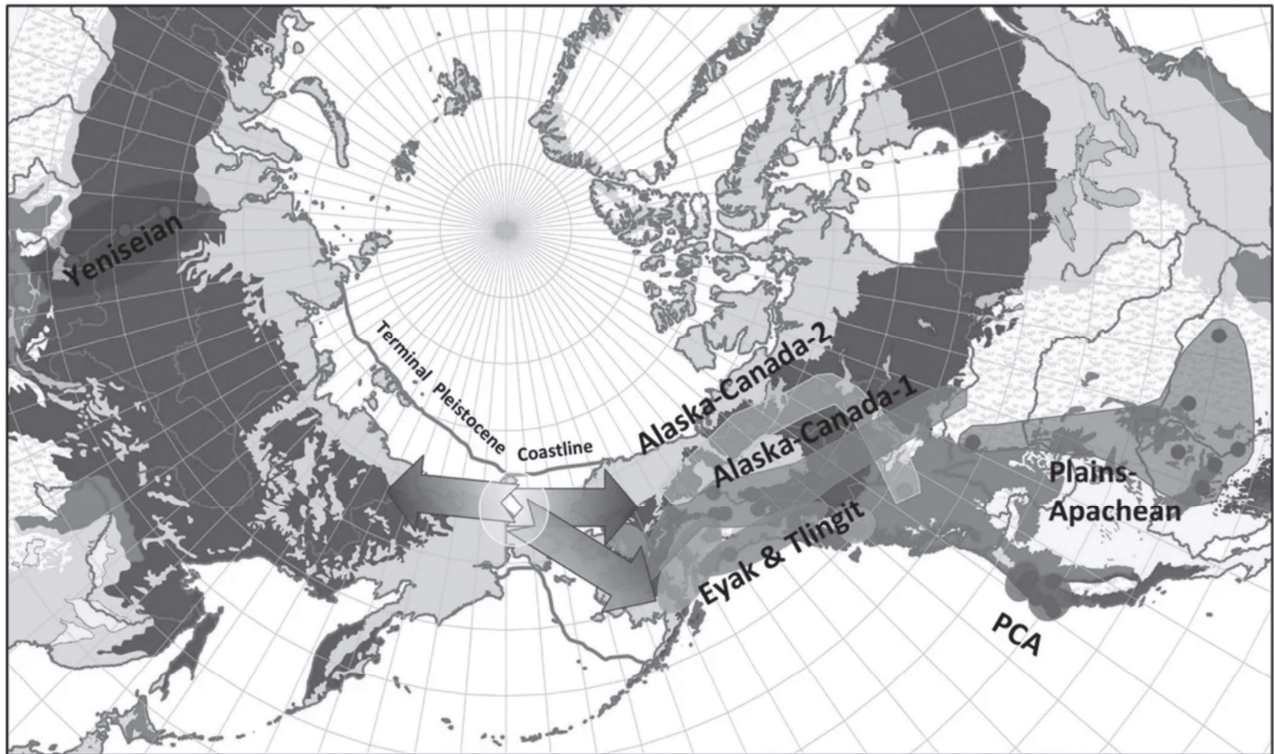 Yeniseian
Terminal Pleistocene
Coastline
Alaska-Canada-2
Alaska-Canada-1
Eyak & Tlingit
Plains-
Apachean
PCA